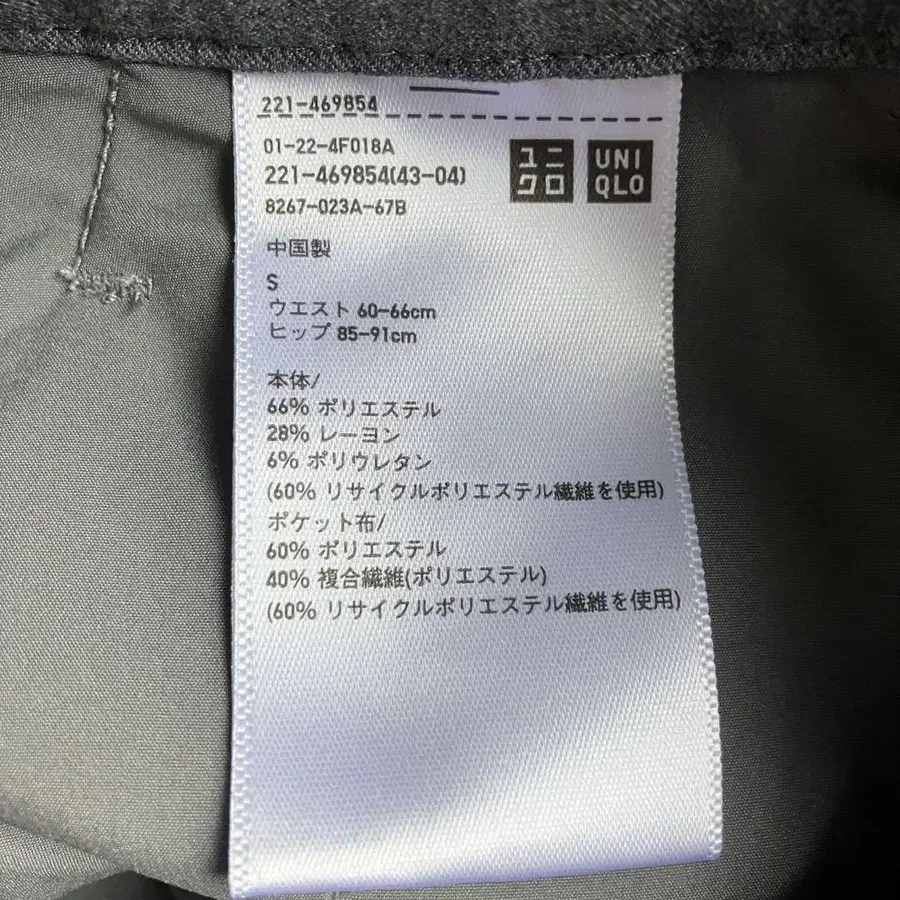 221-469854
01-22-4F018A
221-469854(43-04)
8267-023A-67B
ユニ
クロ
UNI
QLO
中国製
S
ウエスト 60-66cm
ヒップ 85-91cm
本体/
66% ポリエステル
28% レーヨン
6% ポリウレタン
(60% リサイクルポリエステル繊維を使用)
ポケット布/
60% ポリエステル
40% 複合繊維(ポリエステル)
(60% リサイクルポリエステル繊維を使用)